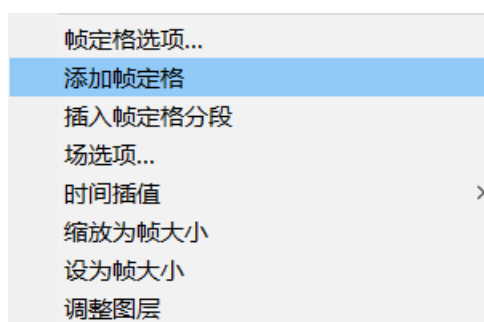 帧定格选项...
添加帧定格
插入帧定格分段
场选项...
时间插值
缩放为帧大小
设为帧大小
调整图层